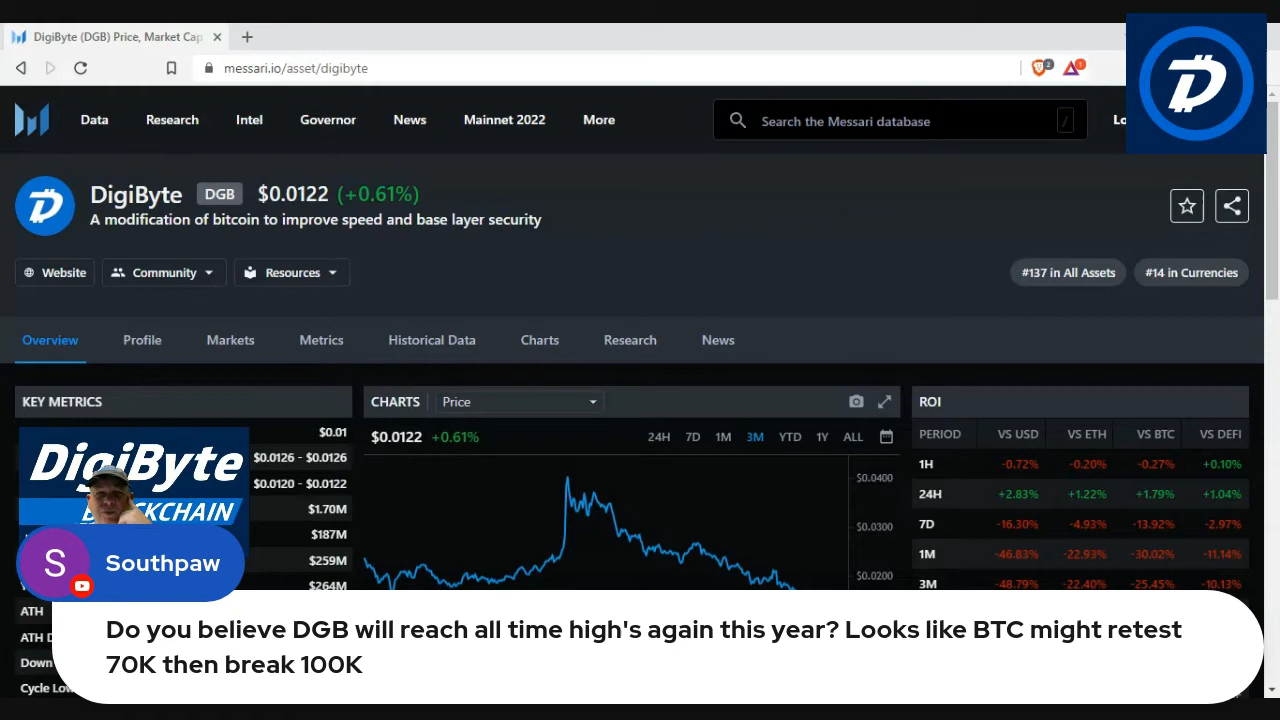 DigiByte (DGB) Price, Market Cap
messari.io/asset/digibyte
2
1
Data Research Intel Governor News Mainnet 2022 More
Search the Messari database /
Lo
DigiByte DGB $0.0122 (+0.61%)
A modification of bitcoin to improve speed and base layer security
Website Community Resources
#137 in All Assets #14 in Currencies
Overview Profile Markets Metrics Historical Data Charts Research News
KEY METRICS
$0.01
$0.0126 - $0.0126
$0.0120 - $0.0122
$1.70M
$187M
$259M
$264M
ATH
ATH D
Down
Cycle Low
DigiByte
BLOCKCHAIN
CHARTS Price
$0.0122 +0.61% 24H 7D 1M 3M YTD 1Y ALL
$0.0400
$0.0300
$0.0200
ROI
PERIOD VS USD VS ETH VS BTC VS DEFI
1H -0.72% -0.20% -0.27% +0.10%
24H +2.83% +1.22% +1.79% +1.04%
7D -16.30% -4.93% -13.92% -2.97%
1M -46.83% -22.93% -30.02% -11.14%
3M -48.79% -22.40% -25.45% -10.13%
S Southpaw
Do you believe DGB will reach all time high's again this year? Looks like BTC might retest
70K then break 100K